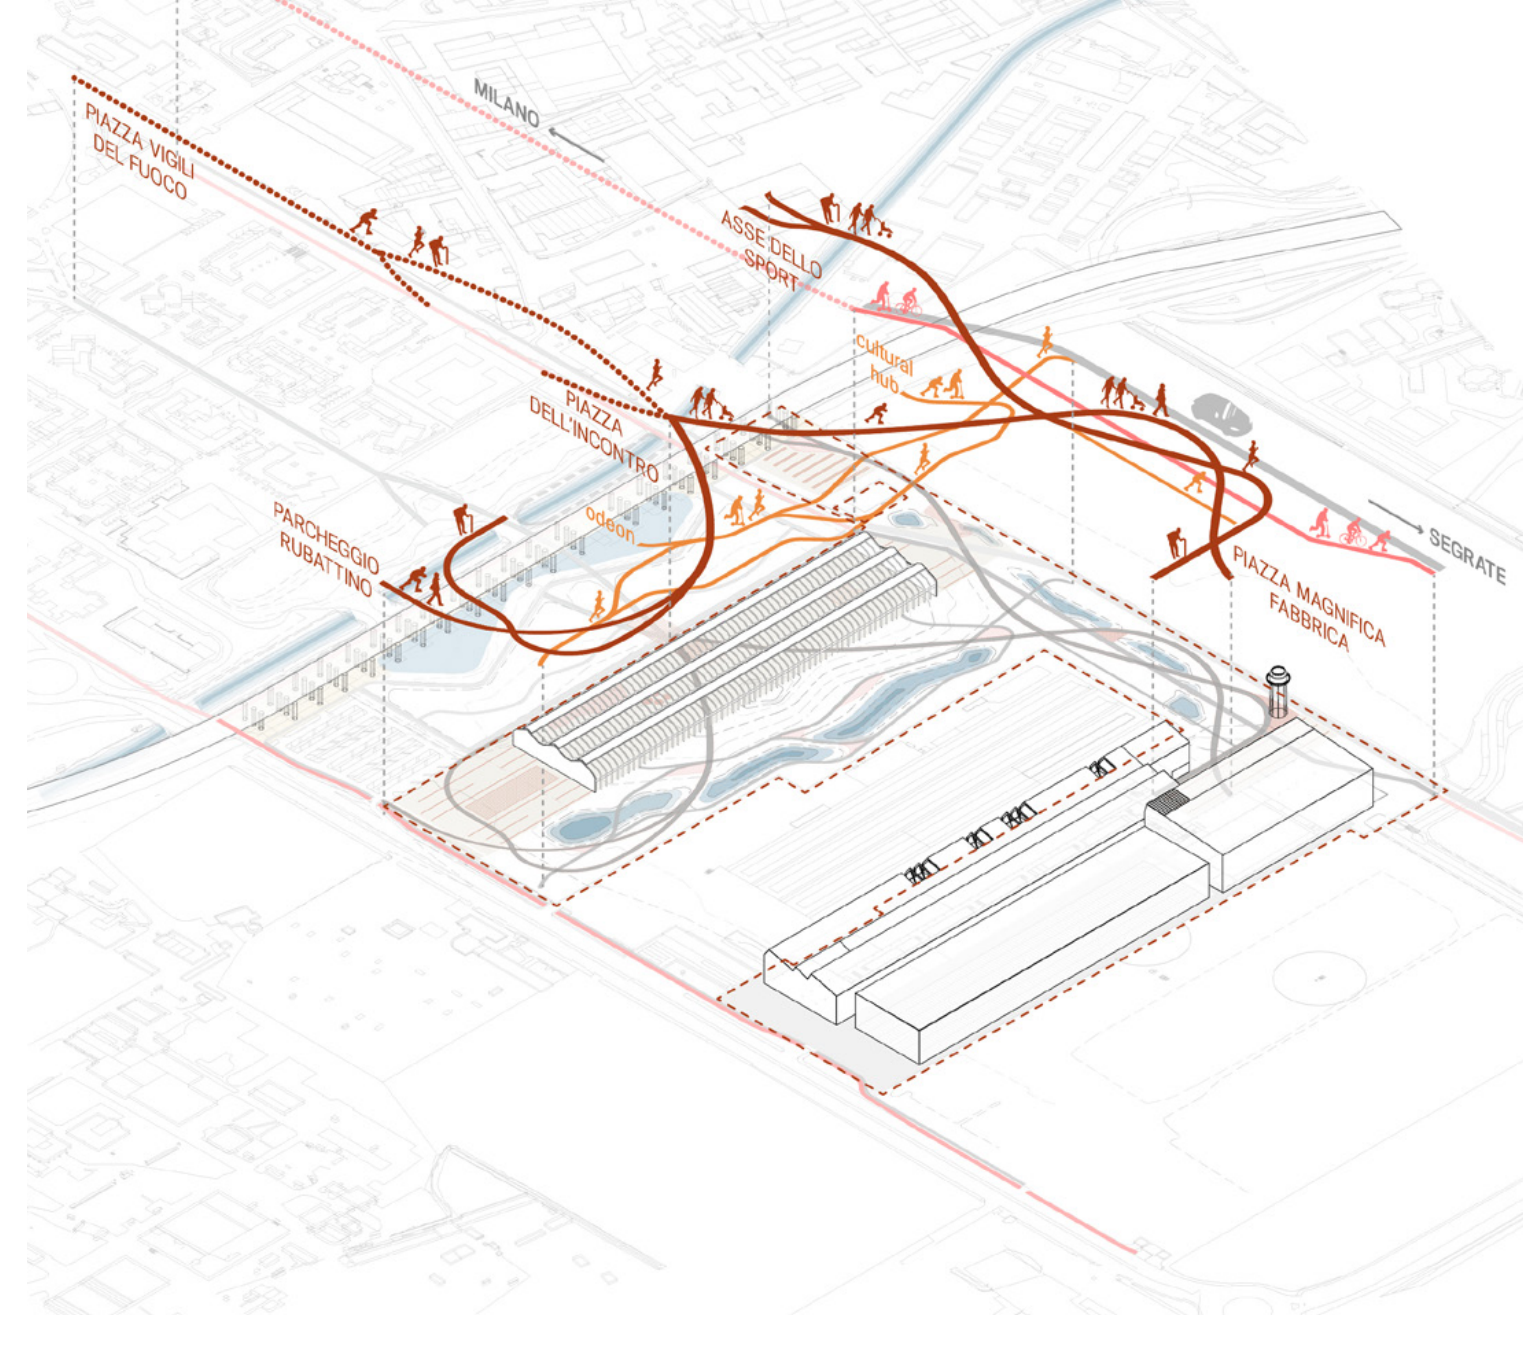 MILANO
PIAZZA VIGILI
DEL FUOCO
ASSE DELLO
SPORT
cultural
hub
PIAZZA
DELL'INCONTRO
odeon
PARCHEGGIO
RUBATTINO
SEGRATE
PIAZZA MAGNIFICA
FABBRICA